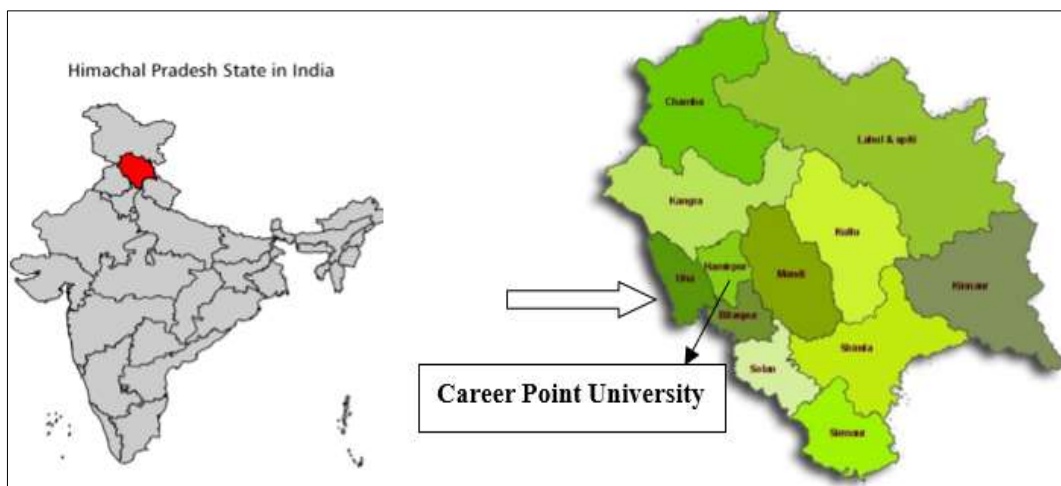 Himachal Pradesh State in India
Chamba
Lahul & spiti
Kangra
Kullu
Una
Hamirpur
Mandi
Kinnaur
Bilaspur
Shimla
Solan
Sirmaur
Career Point University